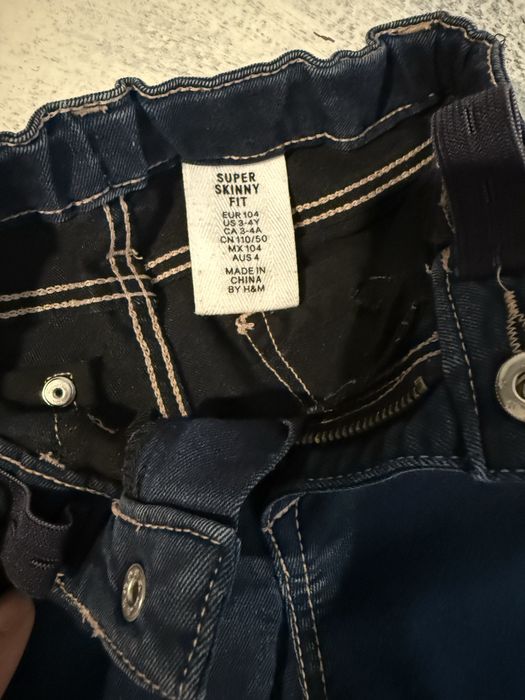 SUPER
SKINNY
FIT
EUR 104
US 3-4Y
CA 3-4A
CN 110/50
MX 104
AUS 4
MADE IN
CHINA
BY H&M